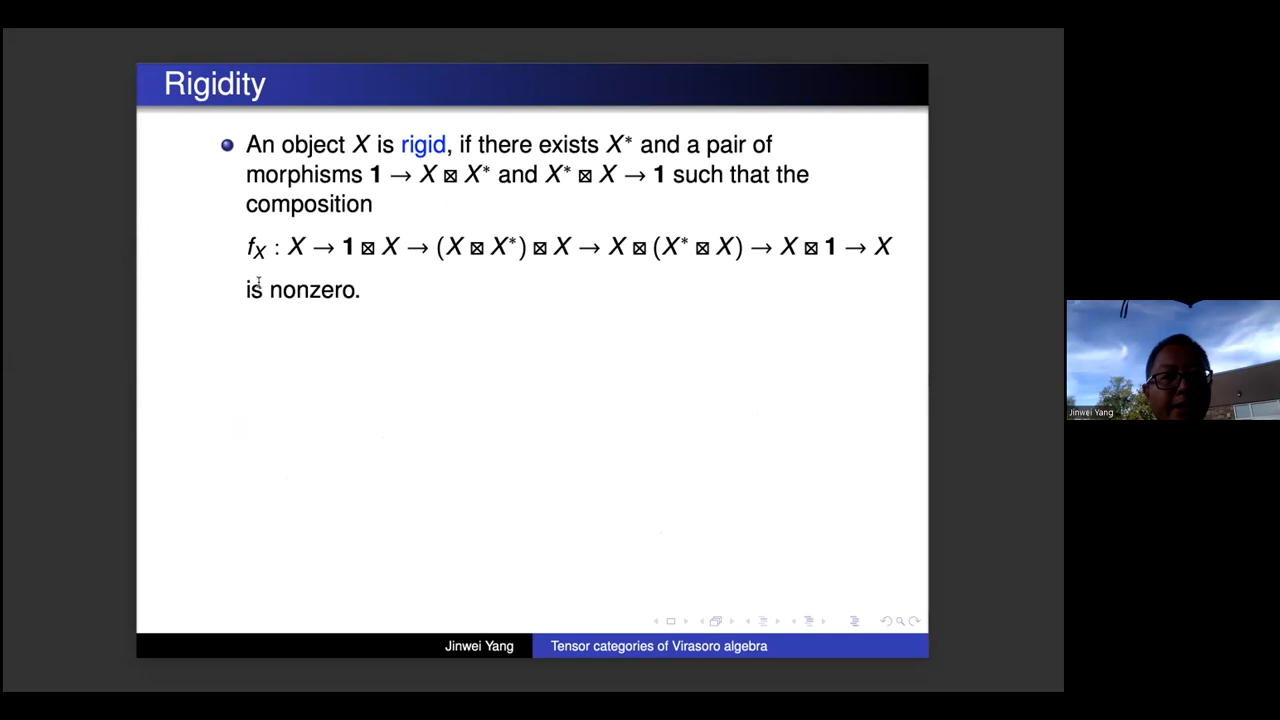 Rigidity
An object X is rigid, if there exists X* and a pair of
morphisms 1 → X ⊠ X* and X* ⊠ X → 1 such that the
composition
f_X : X → 1 ⊠ X → (X ⊠ X*) ⊠ X → X ⊠ (X* ⊠ X) → X ⊠ 1 → X
is nonzero.
Jinwei Yang
Jinwei Yang
Tensor categories of Virasoro algebra